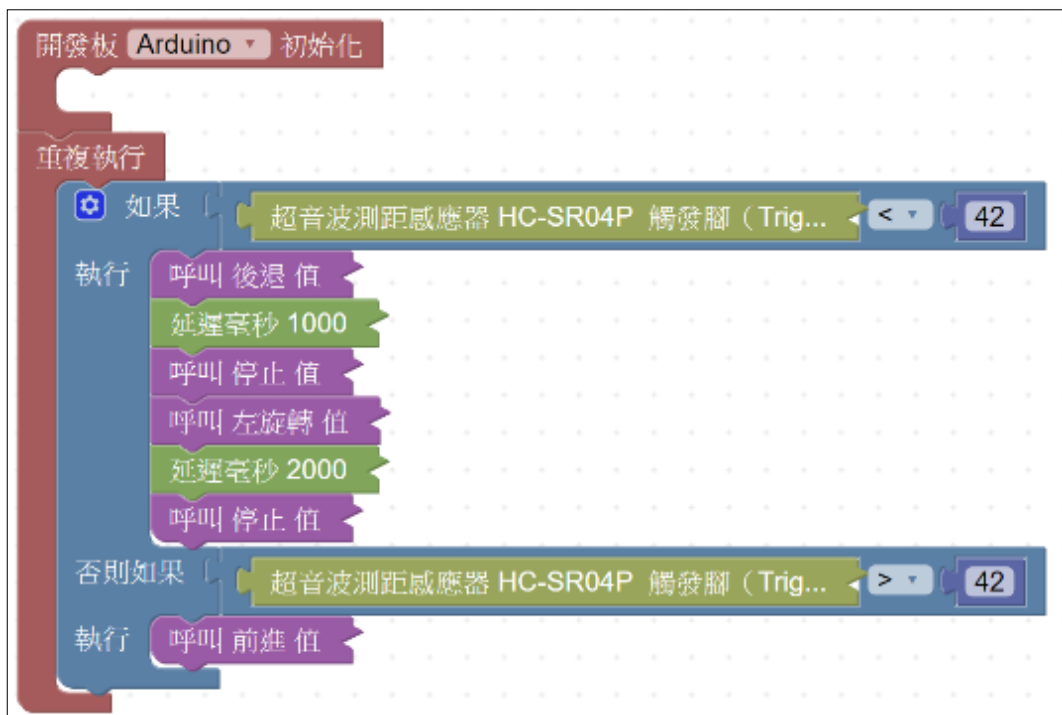 開發板 Arduino 初始化
重複執行
如果 超音波測距感應器 HC-SR04P 觸發腳（Trig... < 42
執行 呼叫 後退 值
延遲毫秒 1000
呼叫 停止 值
呼叫 左旋轉 值
延遲毫秒 2000
呼叫 停止 值
否則如果 超音波測距感應器 HC-SR04P 觸發腳（Trig... > 42
執行 呼叫 前進 值